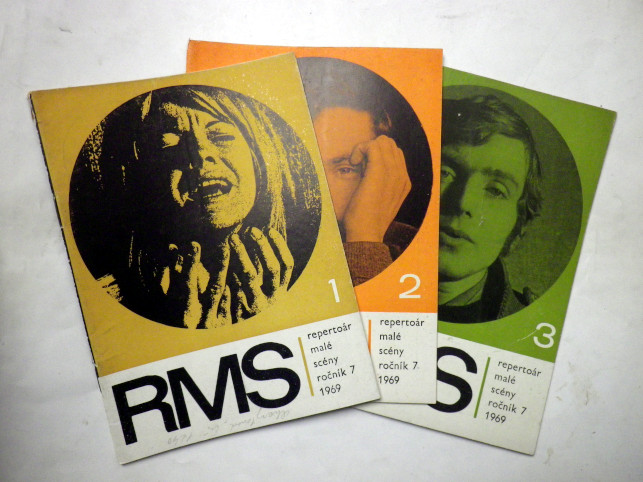 1
RMS
repertoár
malé
scény
ročník 7
1969
2
repertoár
malé
scény
ročník 7
1969
3
S
repertoár
malé
scény
ročník 7
1969